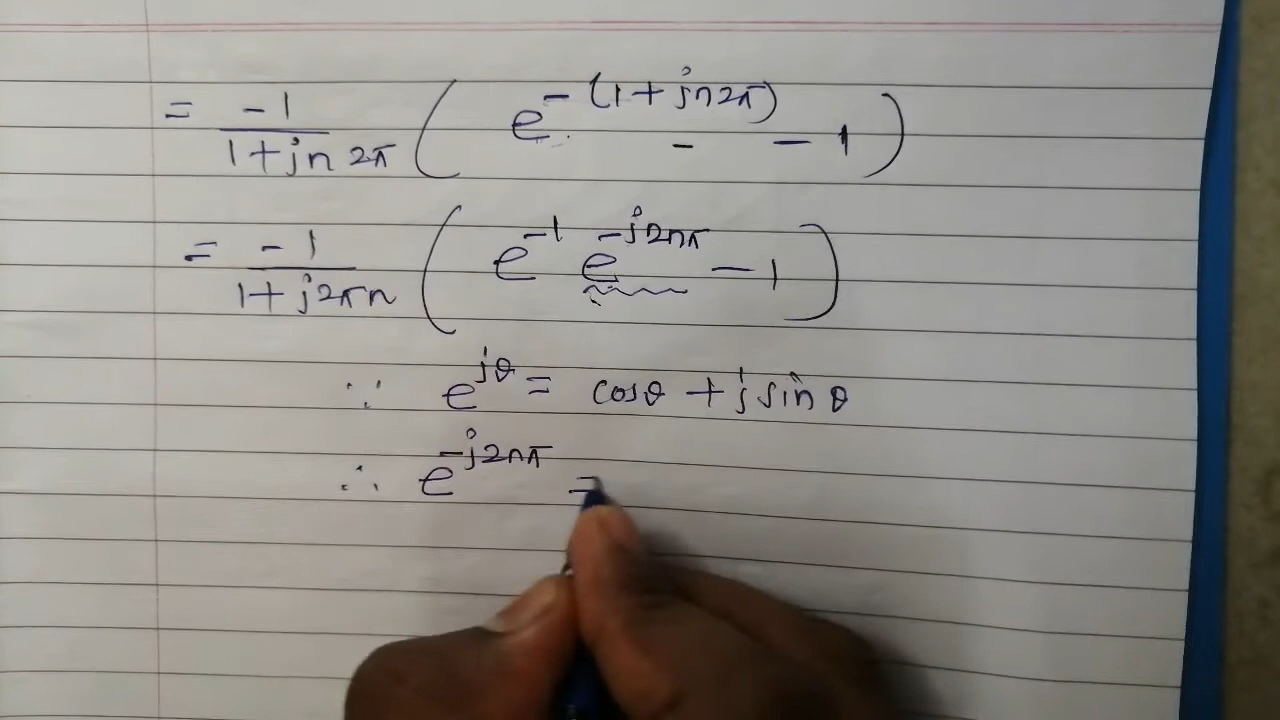 = -1/(1+jn2π) ( e^-(1+jn2π) - - 1 )
= -1/(1+j2πn) ( e^-1 e^-j2nπ - 1 )
∵ e^jθ = cosθ + j sinθ
∴ e^-j2nπ =